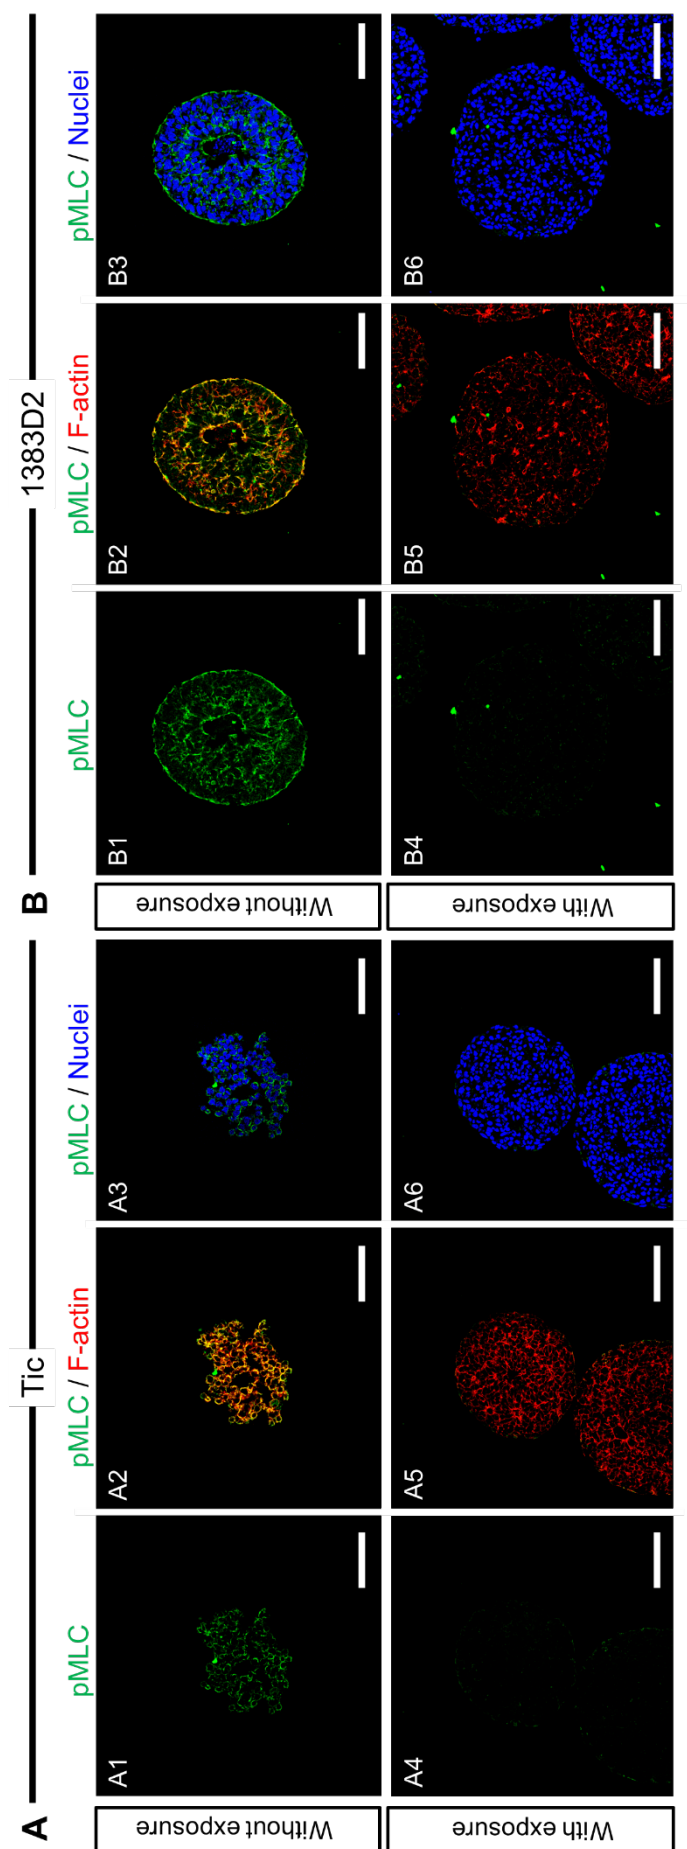 A
Tic
pMLC
pMLC / F-actin
pMLC / Nuclei
Without exposure
A1
A2
A3
With exposure
A4
A5
A6
B
1383D2
pMLC
pMLC / F-actin
pMLC / Nuclei
Without exposure
B1
B2
B3
With exposure
B4
B5
B6